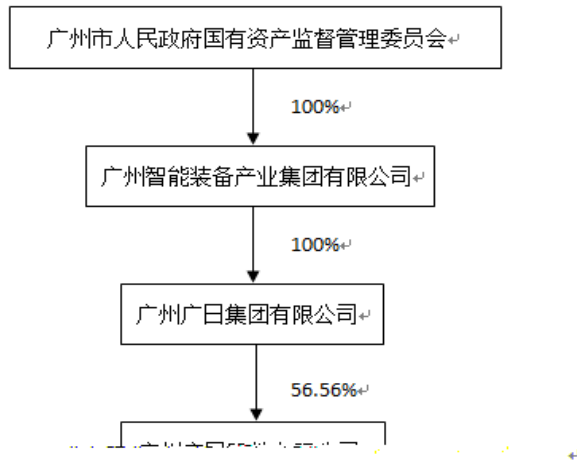 广州市人民政府国有资产监督管理委员会
100%
广州智能装备产业集团有限公司
100%
广州广日集团有限公司
56.56%